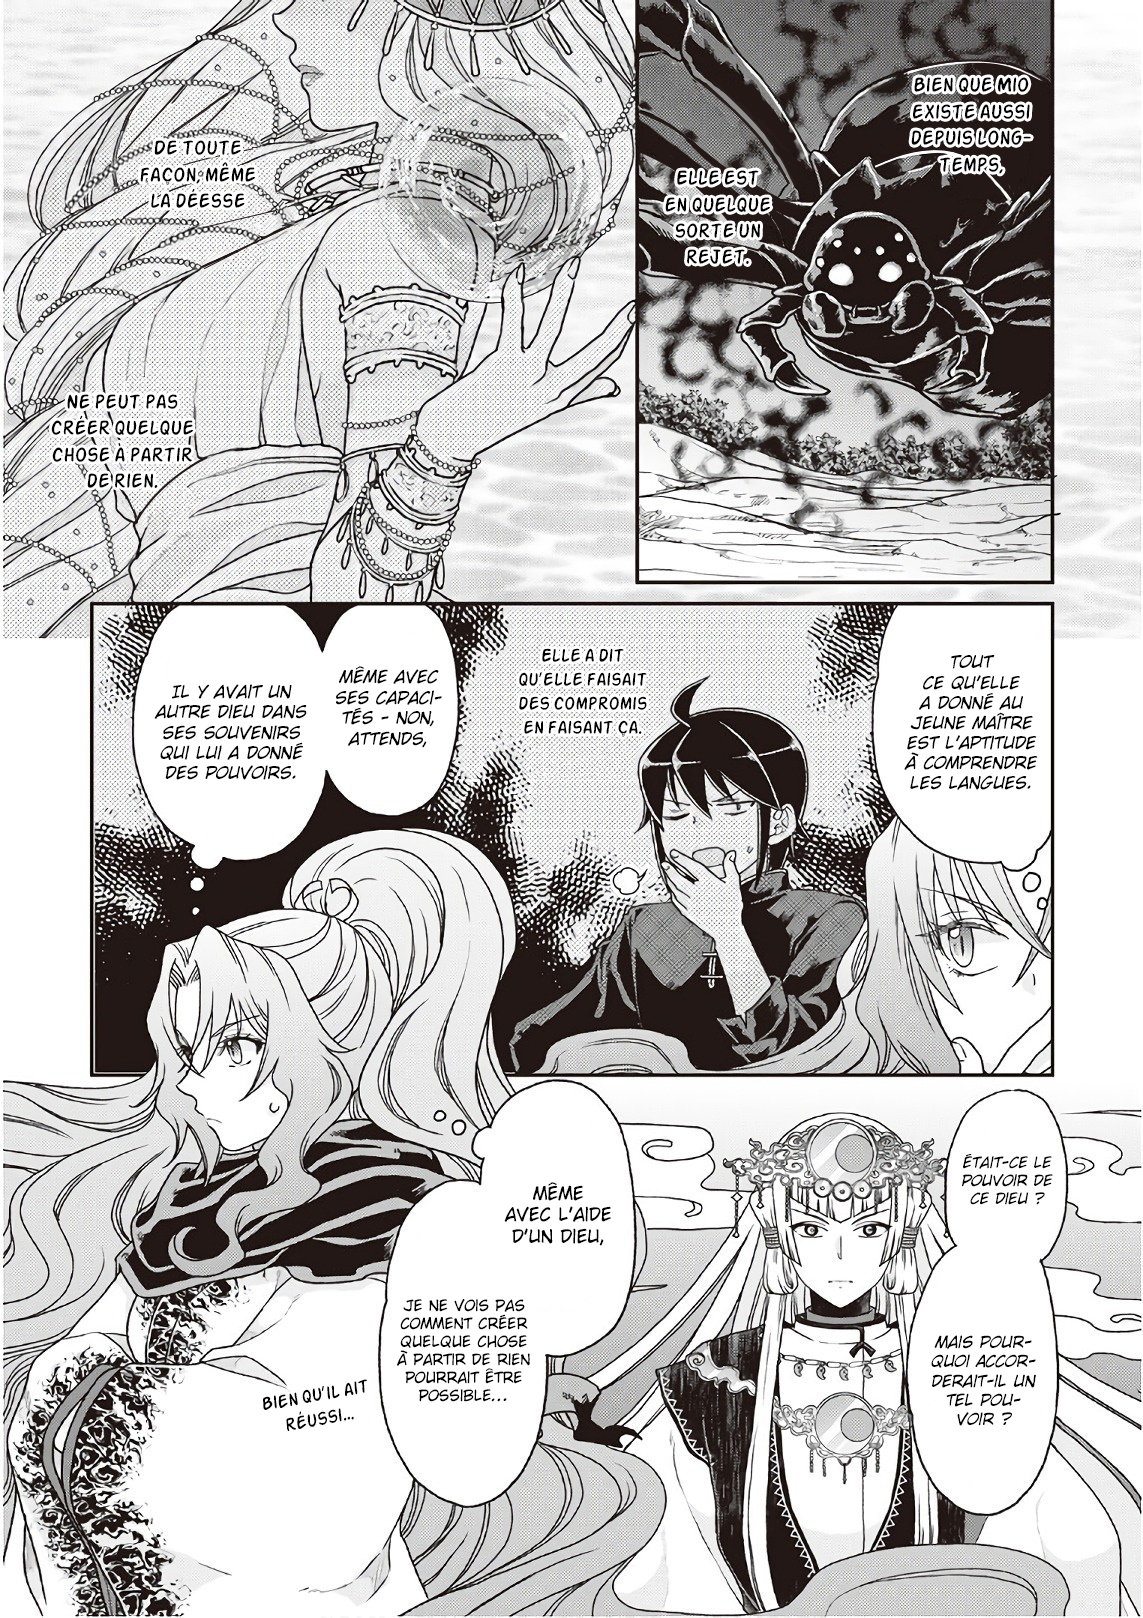 BIEN QUE MIO
EXISTE AUSSI
DEPUIS LONG-
TEMPS,
ELLE EST
EN QUELQUE
SORTE UN
REJET.
DE TOUTE
FAÇON, MÊME
LA DÉESSE
NE PEUT PAS
CRÉER QUELQUE
CHOSE À PARTIR
DE RIEN.
TOUT
CE QU'ELLE
A DONNÉ AU
JEUNE MAÎTRE
EST L'APTITUDE
À COMPRENDRE
LES LANGUES.
ELLE A DIT
QU'ELLE FAISAIT
DES COMPROMIS
EN FAISANT ÇA.
MÊME AVEC
SES CAPACI-
TÉS - NON,
ATTENDS,
IL Y AVAIT UN
AUTRE DIEU DANS
SES SOUVENIRS
QUI LUI A DONNÉ
DES POUVOIRS.
ÉTAIT-CE LE
POUVOIR DE
CE DIEU ?
MAIS POUR-
QUOI ACCOR-
DERAIT-IL UN
TEL POU-
VOIR ?
MÊME
AVEC L'AIDE
D'UN DIEU,
JE NE VOIS PAS
COMMENT CRÉER
QUELQUE CHOSE
À PARTIR DE RIEN
POURRAIT ÊTRE
POSSIBLE...
BIEN QU'IL AIT
RÉUSSI...